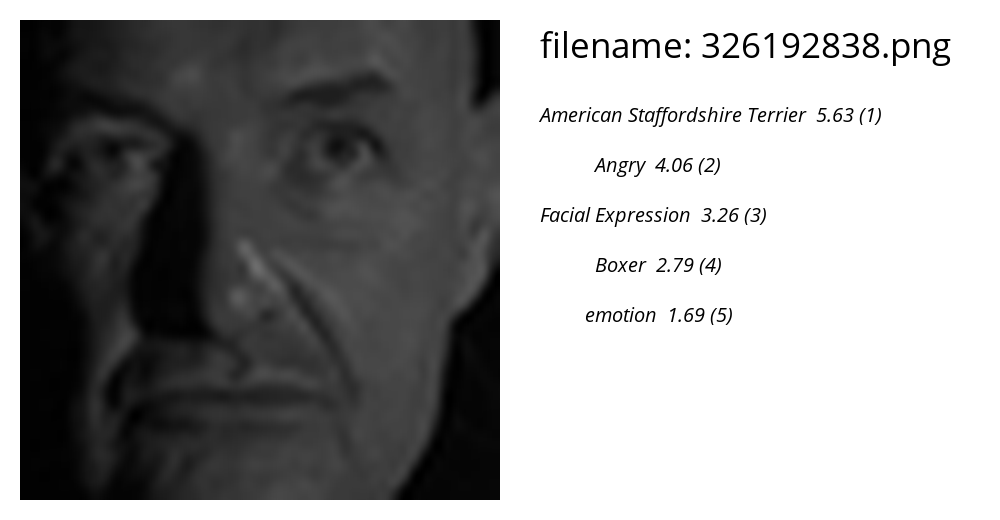 filename: 326192838.png
American Staffordshire Terrier 5.63 (1)
Angry 4.06 (2)
Facial Expression 3.26 (3)
Boxer 2.79 (4)
emotion 1.69 (5)